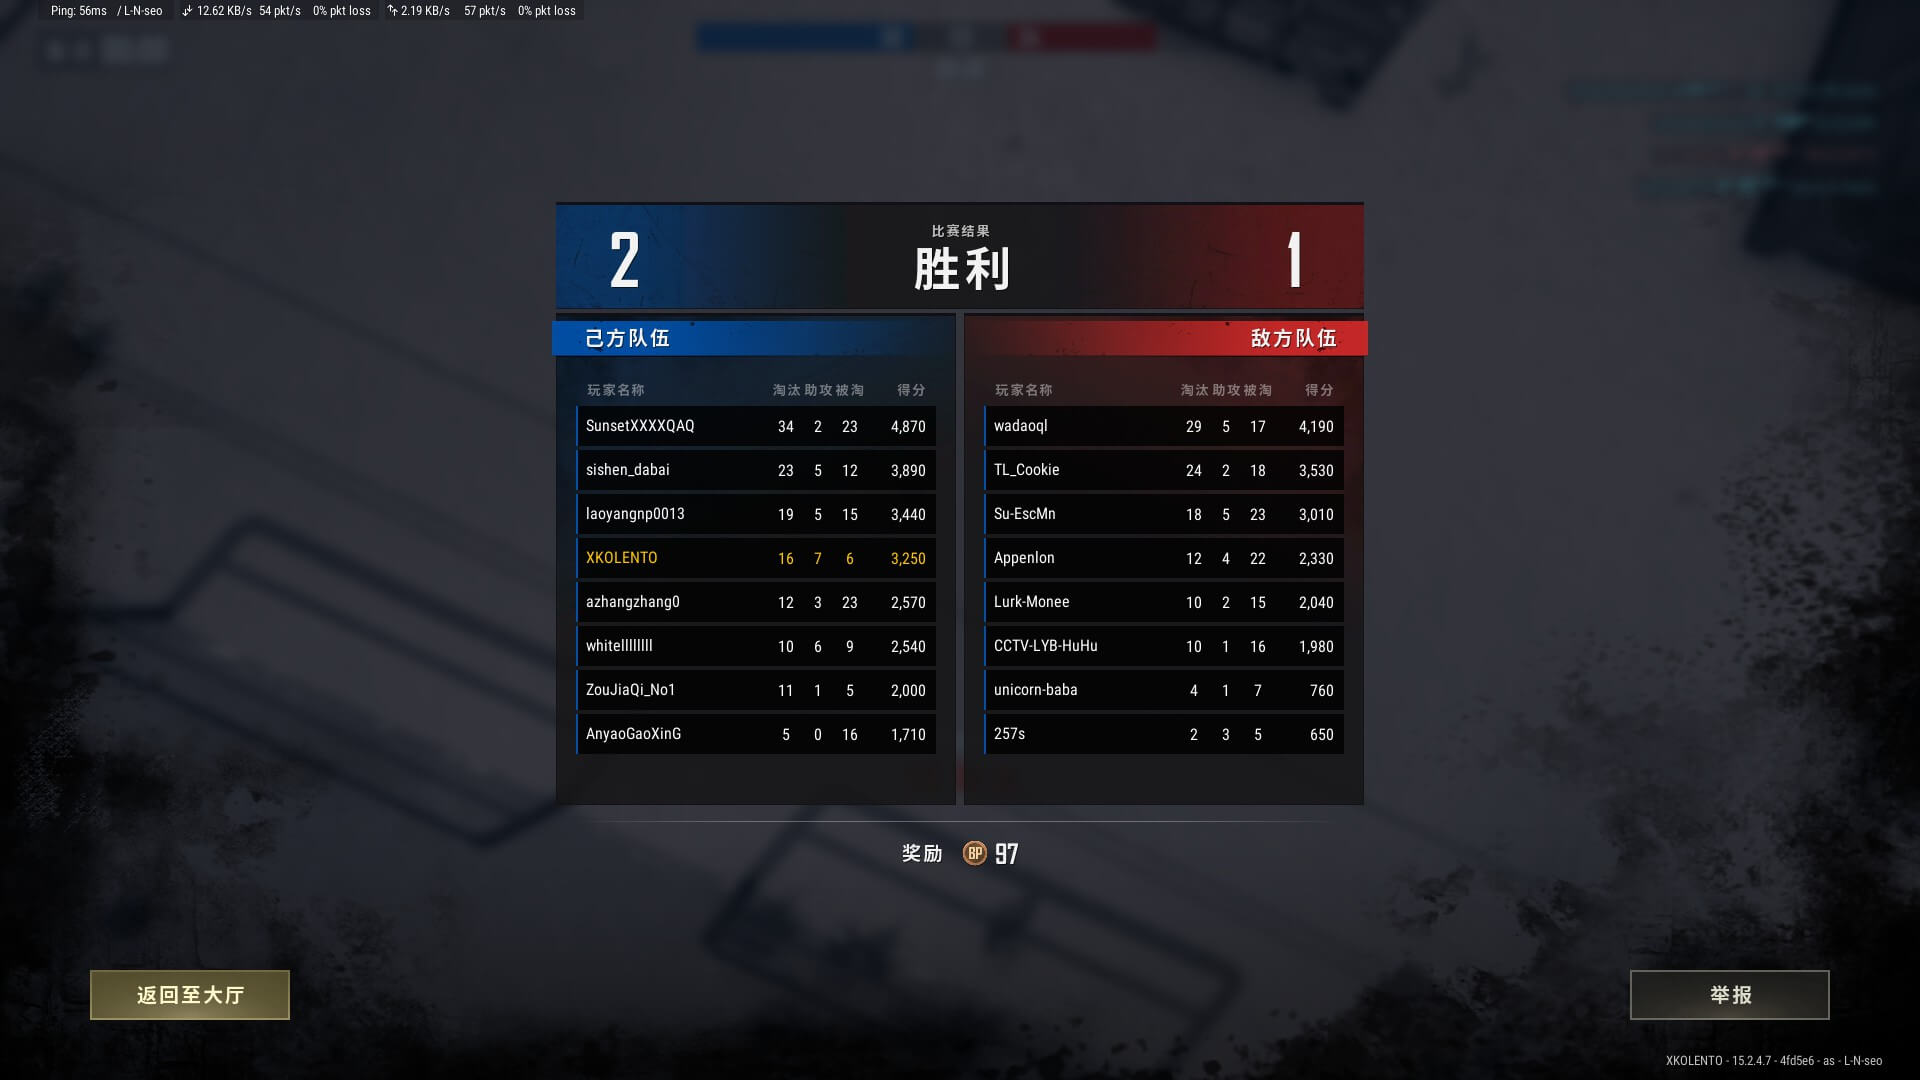 Ping: 56ms / L-N-seo 12.62 KB/s 54 pkt/s 0% pkt loss 2.19 KB/s 57 pkt/s 0% pkt loss
比赛结果
2 胜利 1
己方队伍 敌方队伍
玩家名称 淘汰 助攻 被淘 得分 玩家名称 淘汰 助攻 被淘 得分
SunsetXXXXQAQ 34 2 23 4,870 wadaoql 29 5 17 4,190
sishen_dabai 23 5 12 3,890 TL_Cookie 24 2 18 3,530
laoyangnp0013 19 5 15 3,440 Su-EscMn 18 5 23 3,010
XKOLENTO 16 7 6 3,250 Appenlon 12 4 22 2,330
azhangzhang0 12 3 23 2,570 Lurk-Monee 10 2 15 2,040
whitellllllll 10 6 9 2,540 CCTV-LYB-HuHu 10 1 16 1,980
ZouJiaQi_No1 11 1 5 2,000 unicorn-baba 4 1 7 760
AnyaoGaoXinG 5 0 16 1,710 257s 2 3 5 650
奖励 BP 97
返回至大厅 举报
XKOLENTO - 15.2.4.7 - 4fd5e6 - as - L-N-seo